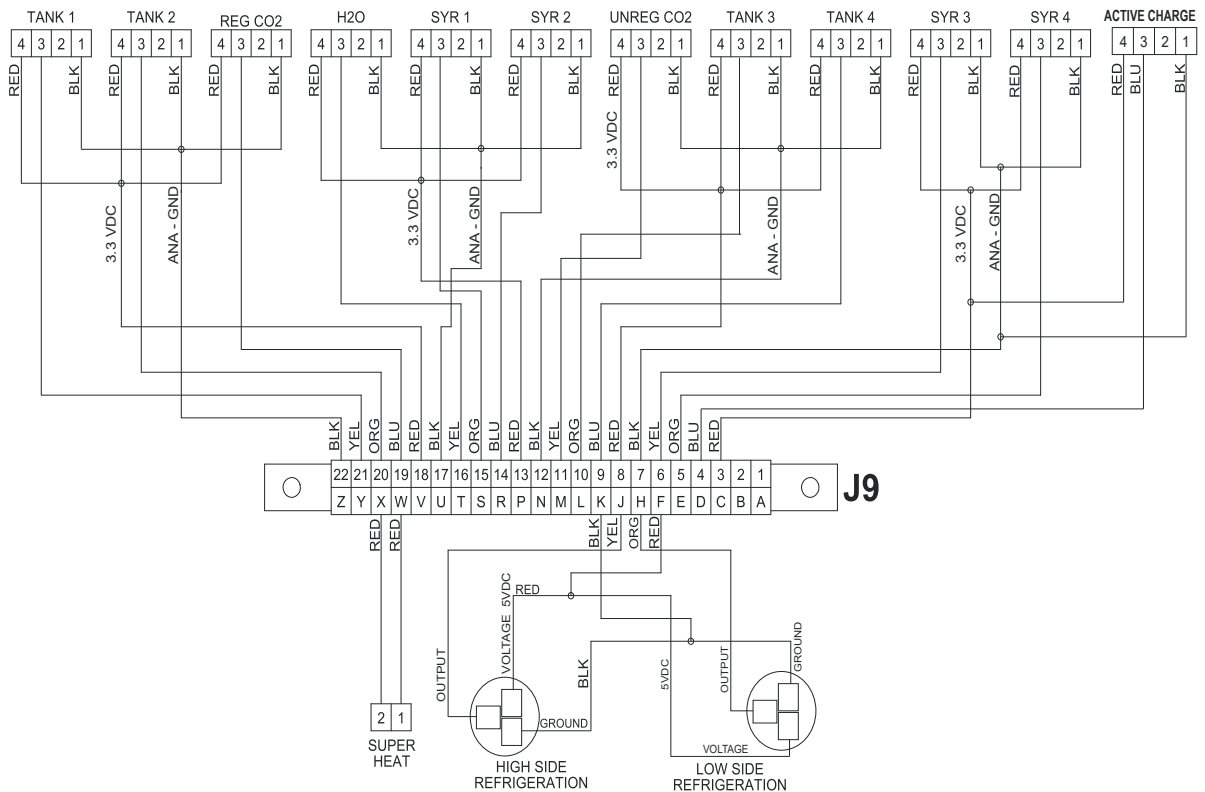 TANK 1 TANK 2 REG CO2 H2O SYR 1 SYR 2 UNREG CO2 TANK 3 TANK 4 SYR 3 SYR 4 ACTIVE CHARGE
4 3 2 1 4 3 2 1 4 3 2 1 4 3 2 1 4 3 2 1 4 3 2 1 4 3 2 1 4 3 2 1 4 3 2 1 4 3 2 1 4 3 2 1 4 3 2 1
RED BLK RED BLK RED BLK RED BLK RED BLK RED BLK RED BLK RED BLK RED BLK RED BLK RED BLK RED BLU BLK
3.3 VDC
3.3 VDC ANA - GND 3.3 VDC ANA - GND ANA - GND 3.3 VDC ANA - GND
BLK YEL ORG BLU RED BLK YEL ORG BLU RED BLK YEL ORG BLU RED BLK YEL ORG BLU RED
22 21 20 19 18 17 16 15 14 13 12 11 10 9 8 7 6 5 4 3 2 1
Z Y X W V U T S R P N M L K J H F E D C B A
J9
RED RED BLK YEL ORG RED
RED
VOLTAGE 5VDC
OUTPUT BLK 5VDC OUTPUT GROUND
2 1
GROUND
VOLTAGE
SUPER
HEAT
HIGH SIDE
REFRIGERATION
LOW SIDE
REFRIGERATION